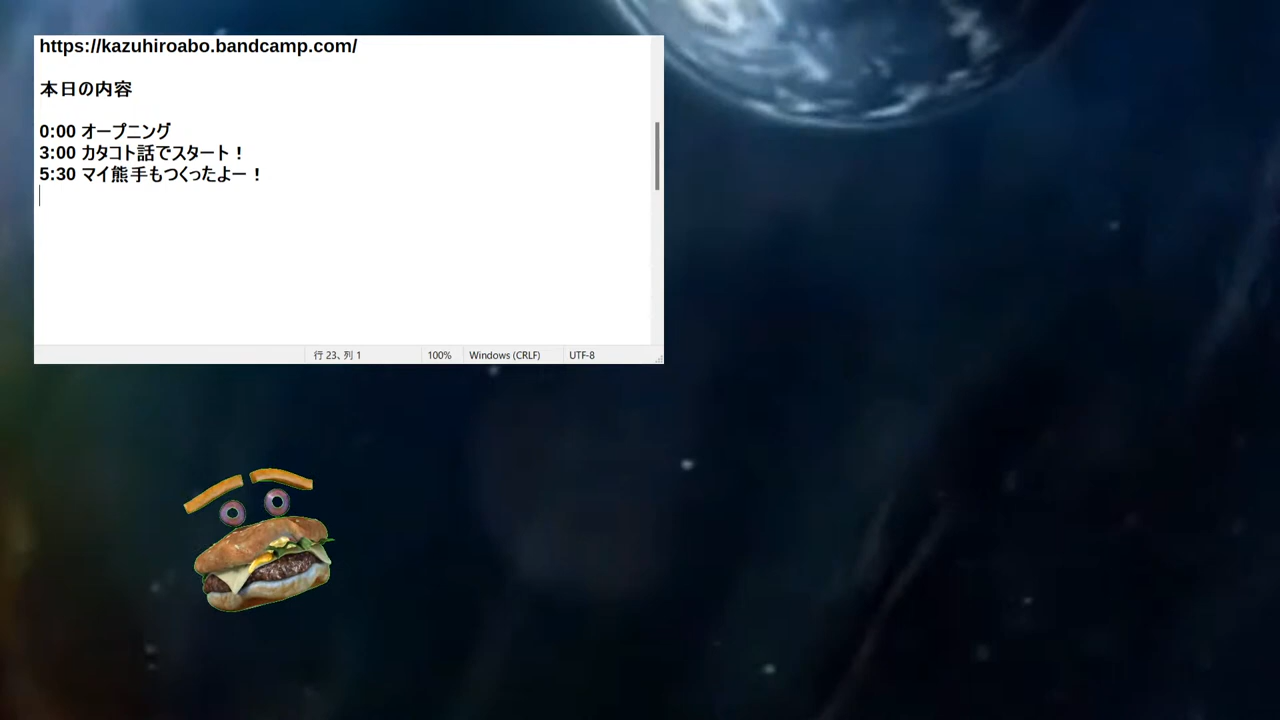 https://kazuhiroabo.bandcamp.com/
本日の内容
0:00 オープニング
3:00 カタコト話でスタート！
5:30 マイ熊手もつくったよー！
行 23、列 1
100%
Windows (CRLF)
UTF-8